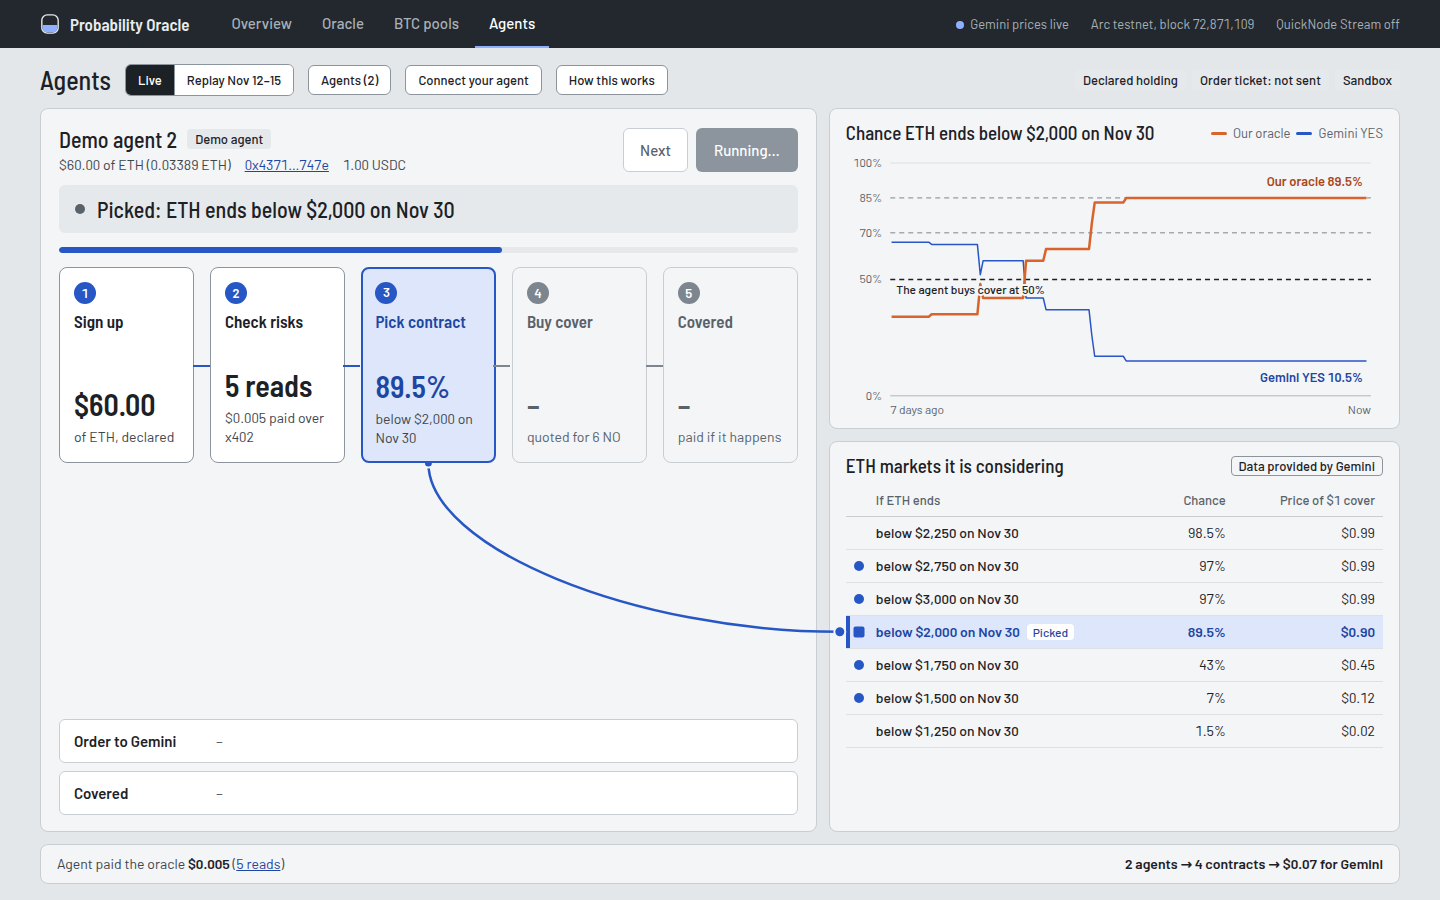 Probability Oracle
Overview
Oracle
BTC pools
Agents
Gemini prices live
Arc testnet, block 72,871,109
QuickNode Stream off
Agents
Live
Replay Nov 12–15
Agents (2)
Connect your agent
How this works
Declared holding
Order ticket: not sent
Sandbox
Demo agent 2
Demo agent
$60.00 of ETH (0.03389 ETH)
0x4371...747e
1.00 USDC
Next
Running...
Picked: ETH ends below $2,000 on Nov 30
1
Sign up
$60.00
of ETH, declared
2
Check risks
5 reads
$0.005 paid over
x402
3
Pick contract
89.5%
below $2,000 on
Nov 30
4
Buy cover
–
quoted for 6 NO
5
Covered
–
paid if it happens
Order to Gemini –
Covered –
Chance ETH ends below $2,000 on Nov 30
Our oracle
Gemini YES
100%
Our oracle 89.5%
85%
70%
50%
The agent buys cover at 50%
Gemini YES 10.5%
0%
7 days ago
Now
ETH markets it is considering
Data provided by Gemini
If ETH ends Chance Price of $1 cover
below $2,250 on Nov 30 98.5% $0.99
below $2,750 on Nov 30 97% $0.99
below $3,000 on Nov 30 97% $0.99
below $2,000 on Nov 30 Picked 89.5% $0.90
below $1,750 on Nov 30 43% $0.45
below $1,500 on Nov 30 7% $0.12
below $1,250 on Nov 30 1.5% $0.02
Agent paid the oracle $0.005 (5 reads)
2 agents → 4 contracts → $0.07 for Gemini